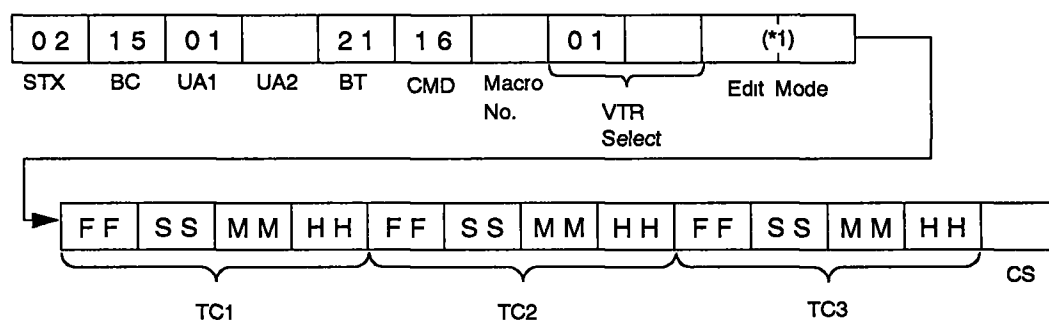 02 15 01 21 16 01 (*1)
STX BC UA1 UA2 BT CMD Macro No. VTR Select Edit Mode
FF SS MM HH FF SS MM HH FF SS MM HH
TC1 TC2 TC3 CS